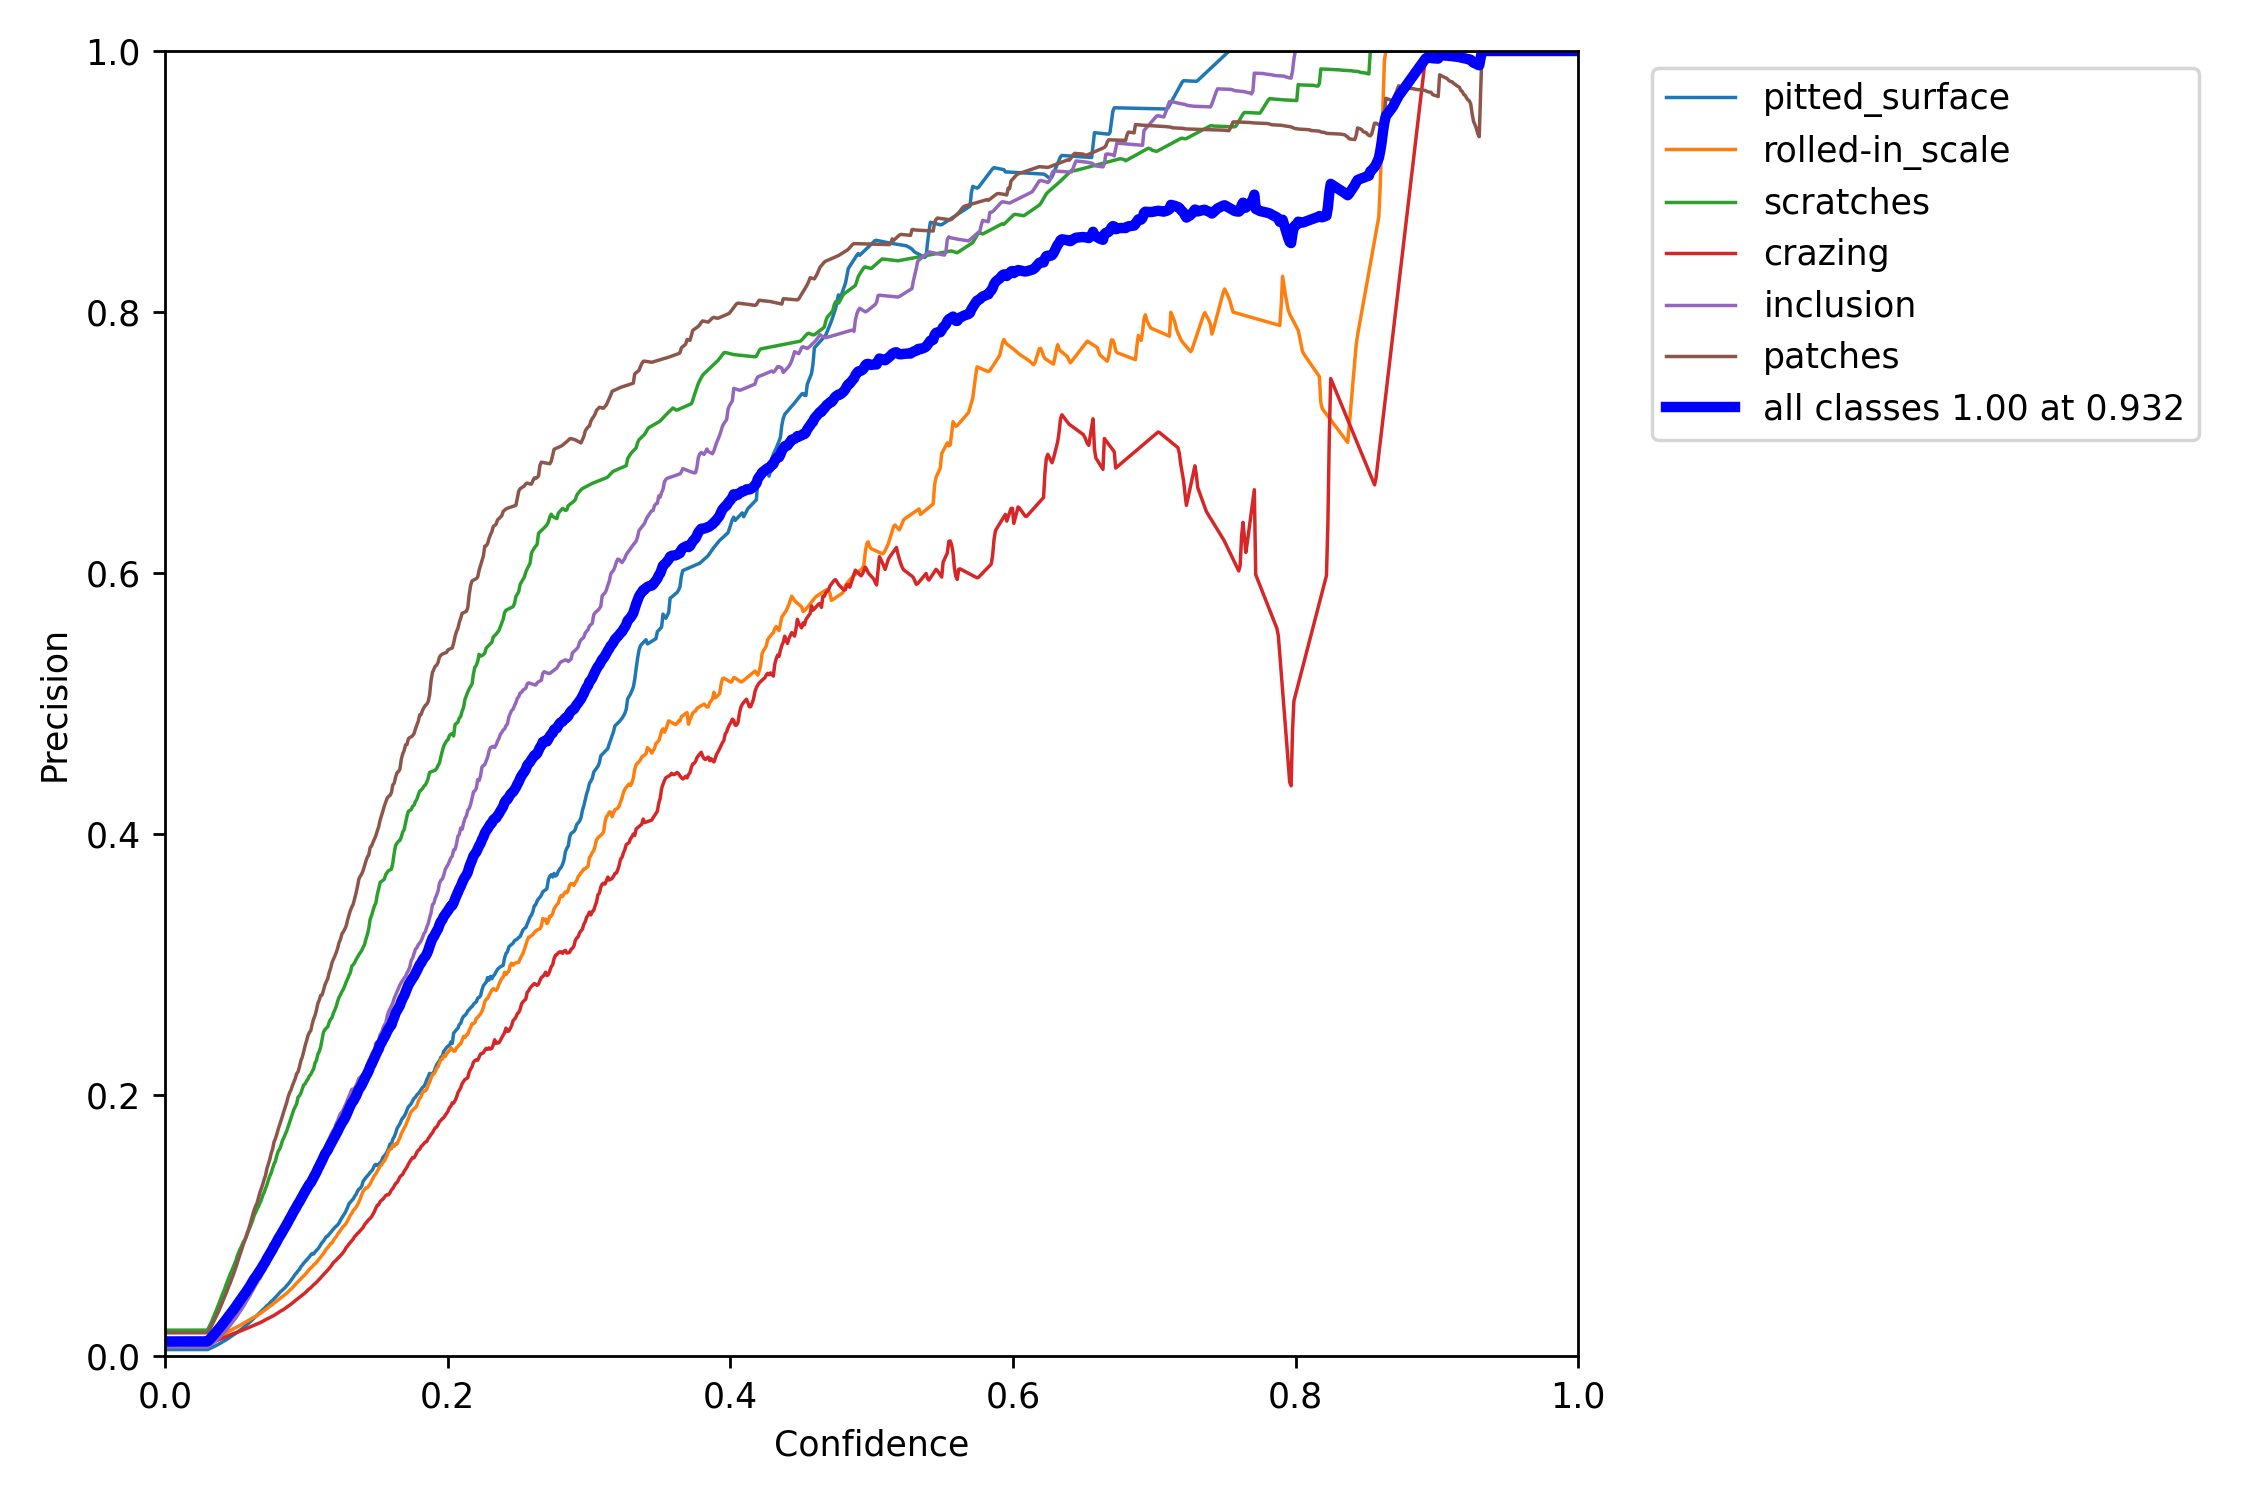 1.0
0.8
0.6
0.4
0.2
0.0
Precision
0.0 0.2 0.4 0.6 0.8 1.0
Confidence
pitted_surface
rolled-in_scale
scratches
crazing
inclusion
patches
all classes 1.00 at 0.932